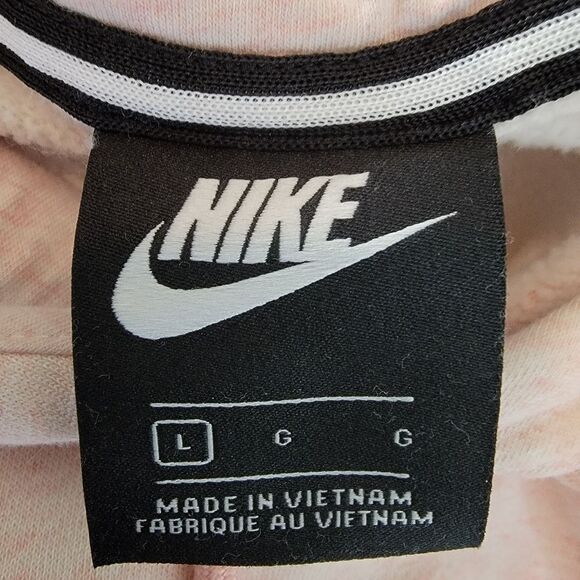 NIKE
L G G
MADE IN VIETNAM
FABRIQUE AU VIETNAM